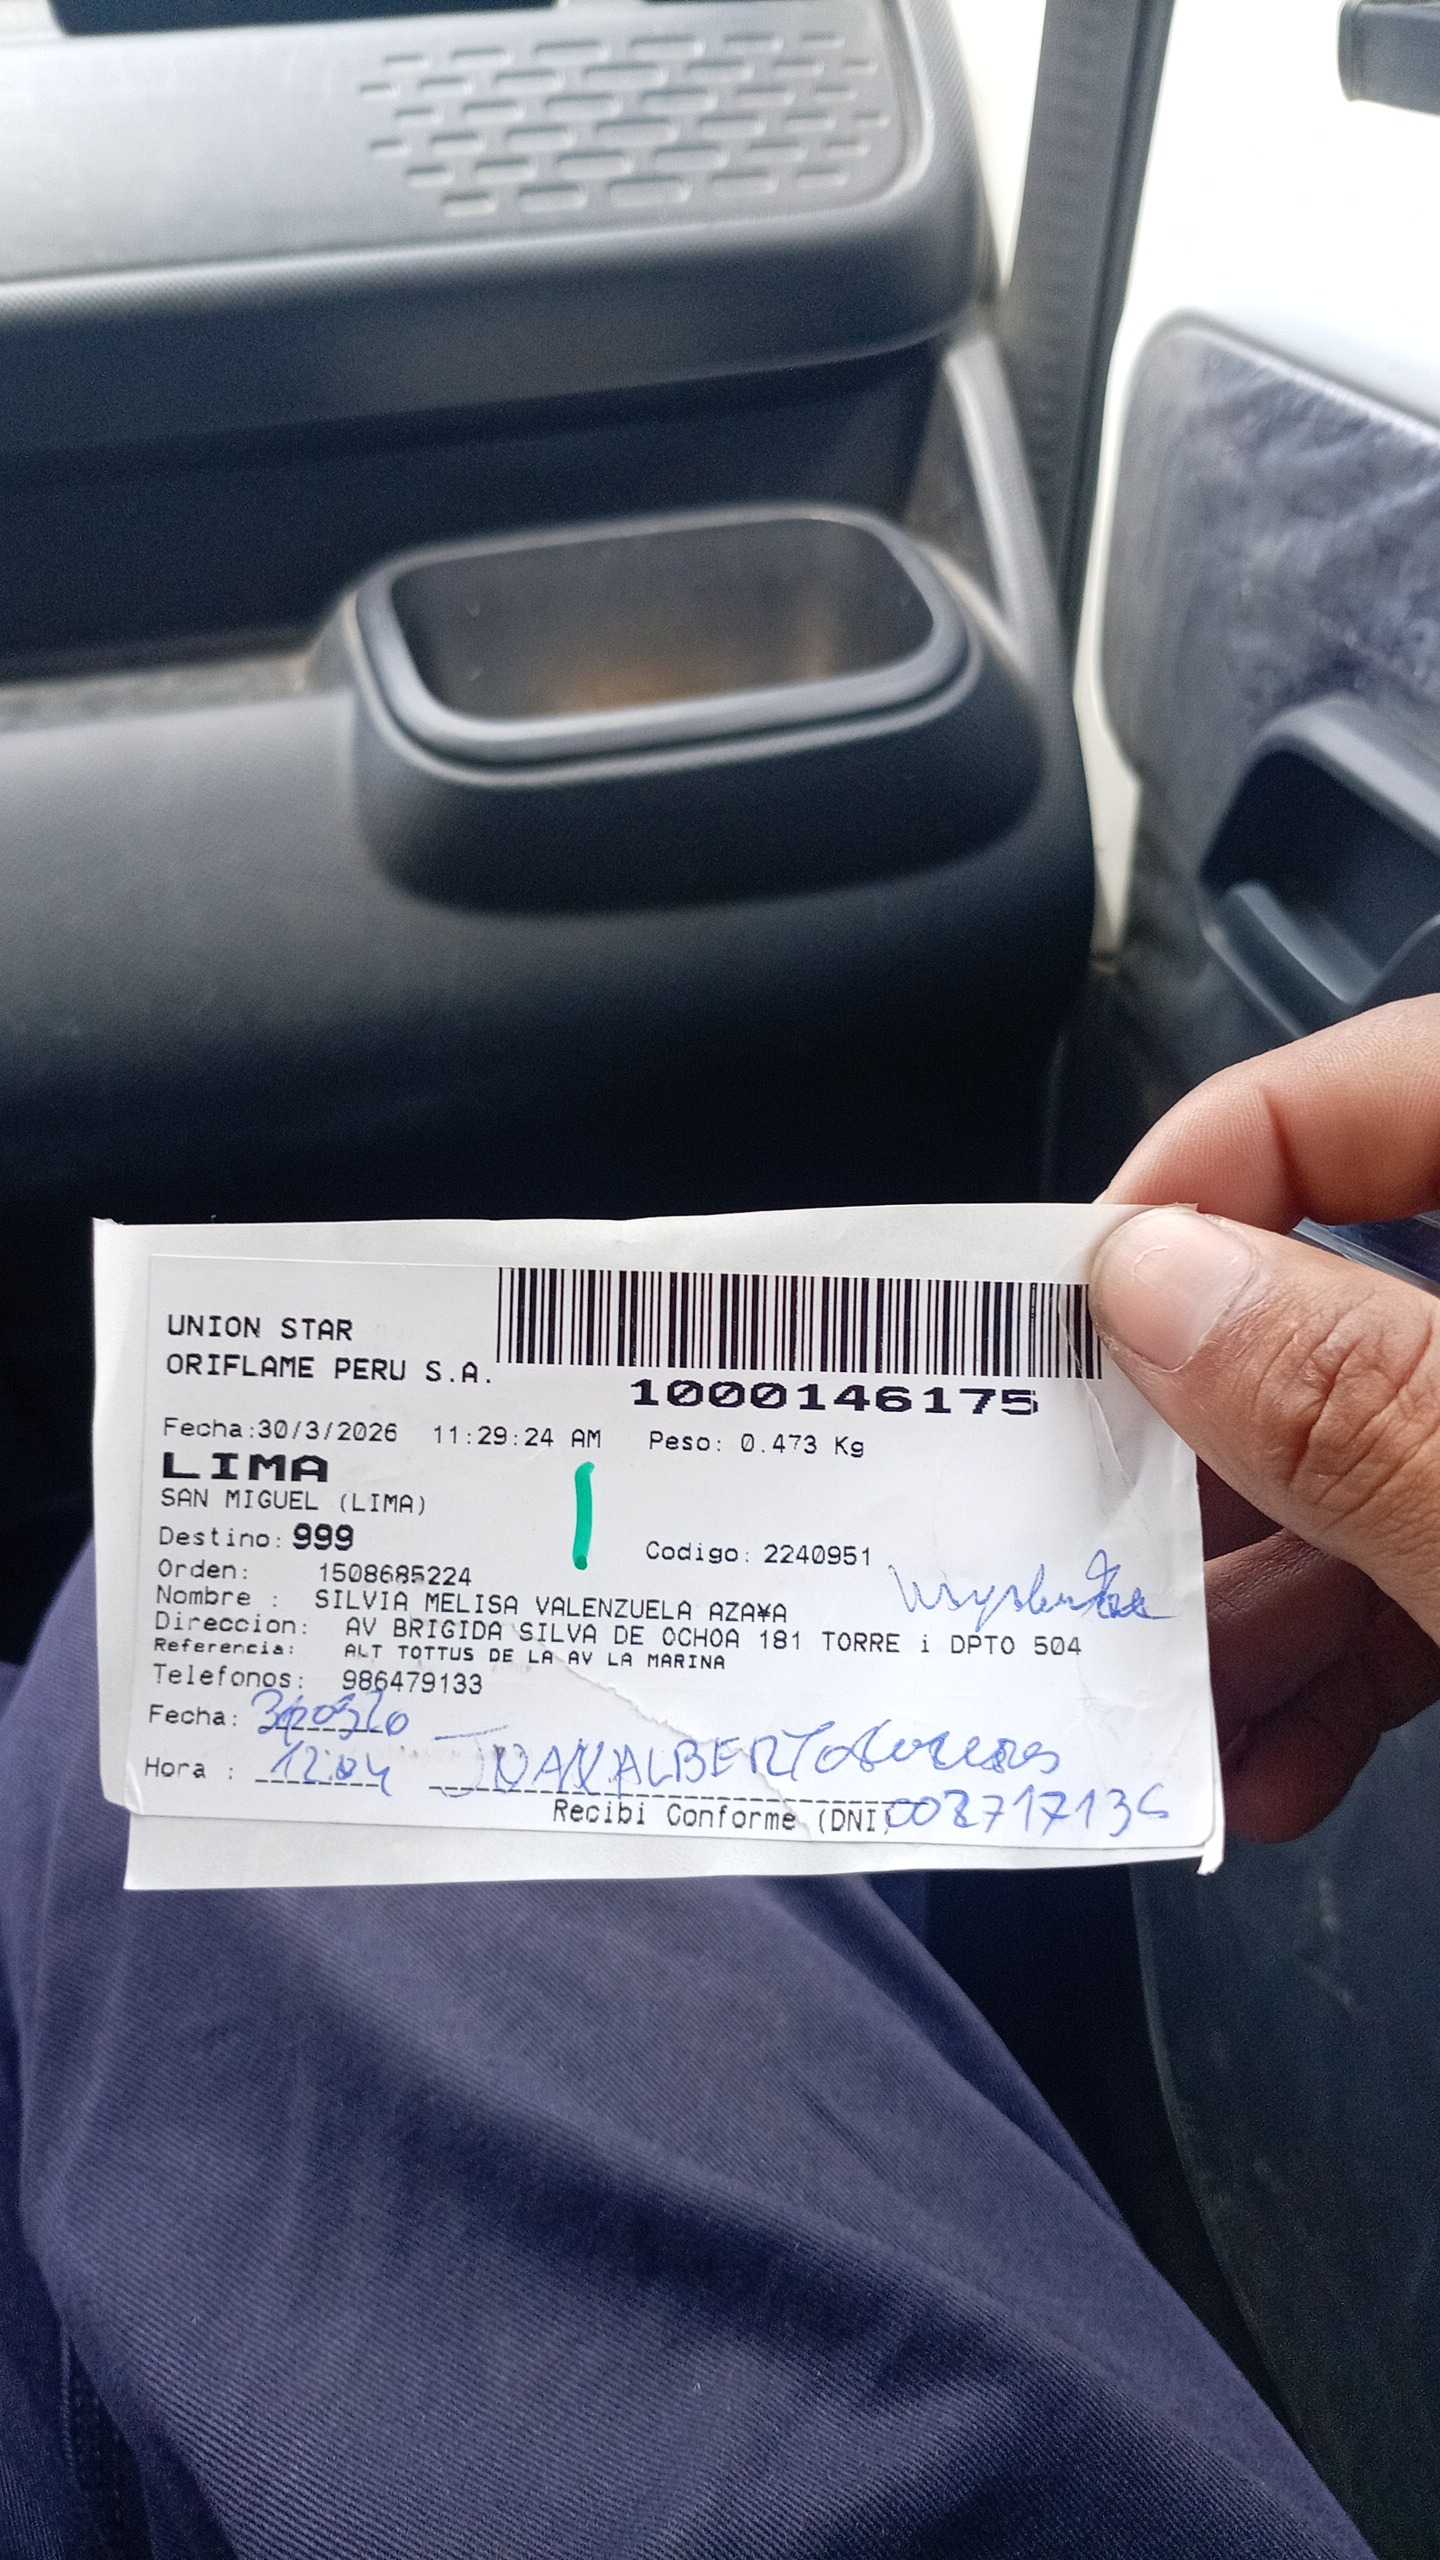 UNION STAR
ORIFLAME PERU S.A.
1000146175
Fecha:30/3/2026 11:29:24 AM Peso: 0.473 Kg
LIMA
SAN MIGUEL (LIMA)
Destino: 999
Codigo: 2240951
Orden: 1508685224
Nombre : SILVIA MELISA VALENZUELA AZA¥A
Direccion: AV BRIGIDA SILVA DE OCHOA 181 TORRE i DPTO 504
Referencia: ALT TOTTUS DE LA AV LA MARINA
Telefonos: 986479133
Fecha:
Hora : 12:04 JUAN ALBERTO
Recibi Conforme (DNI) 002717136